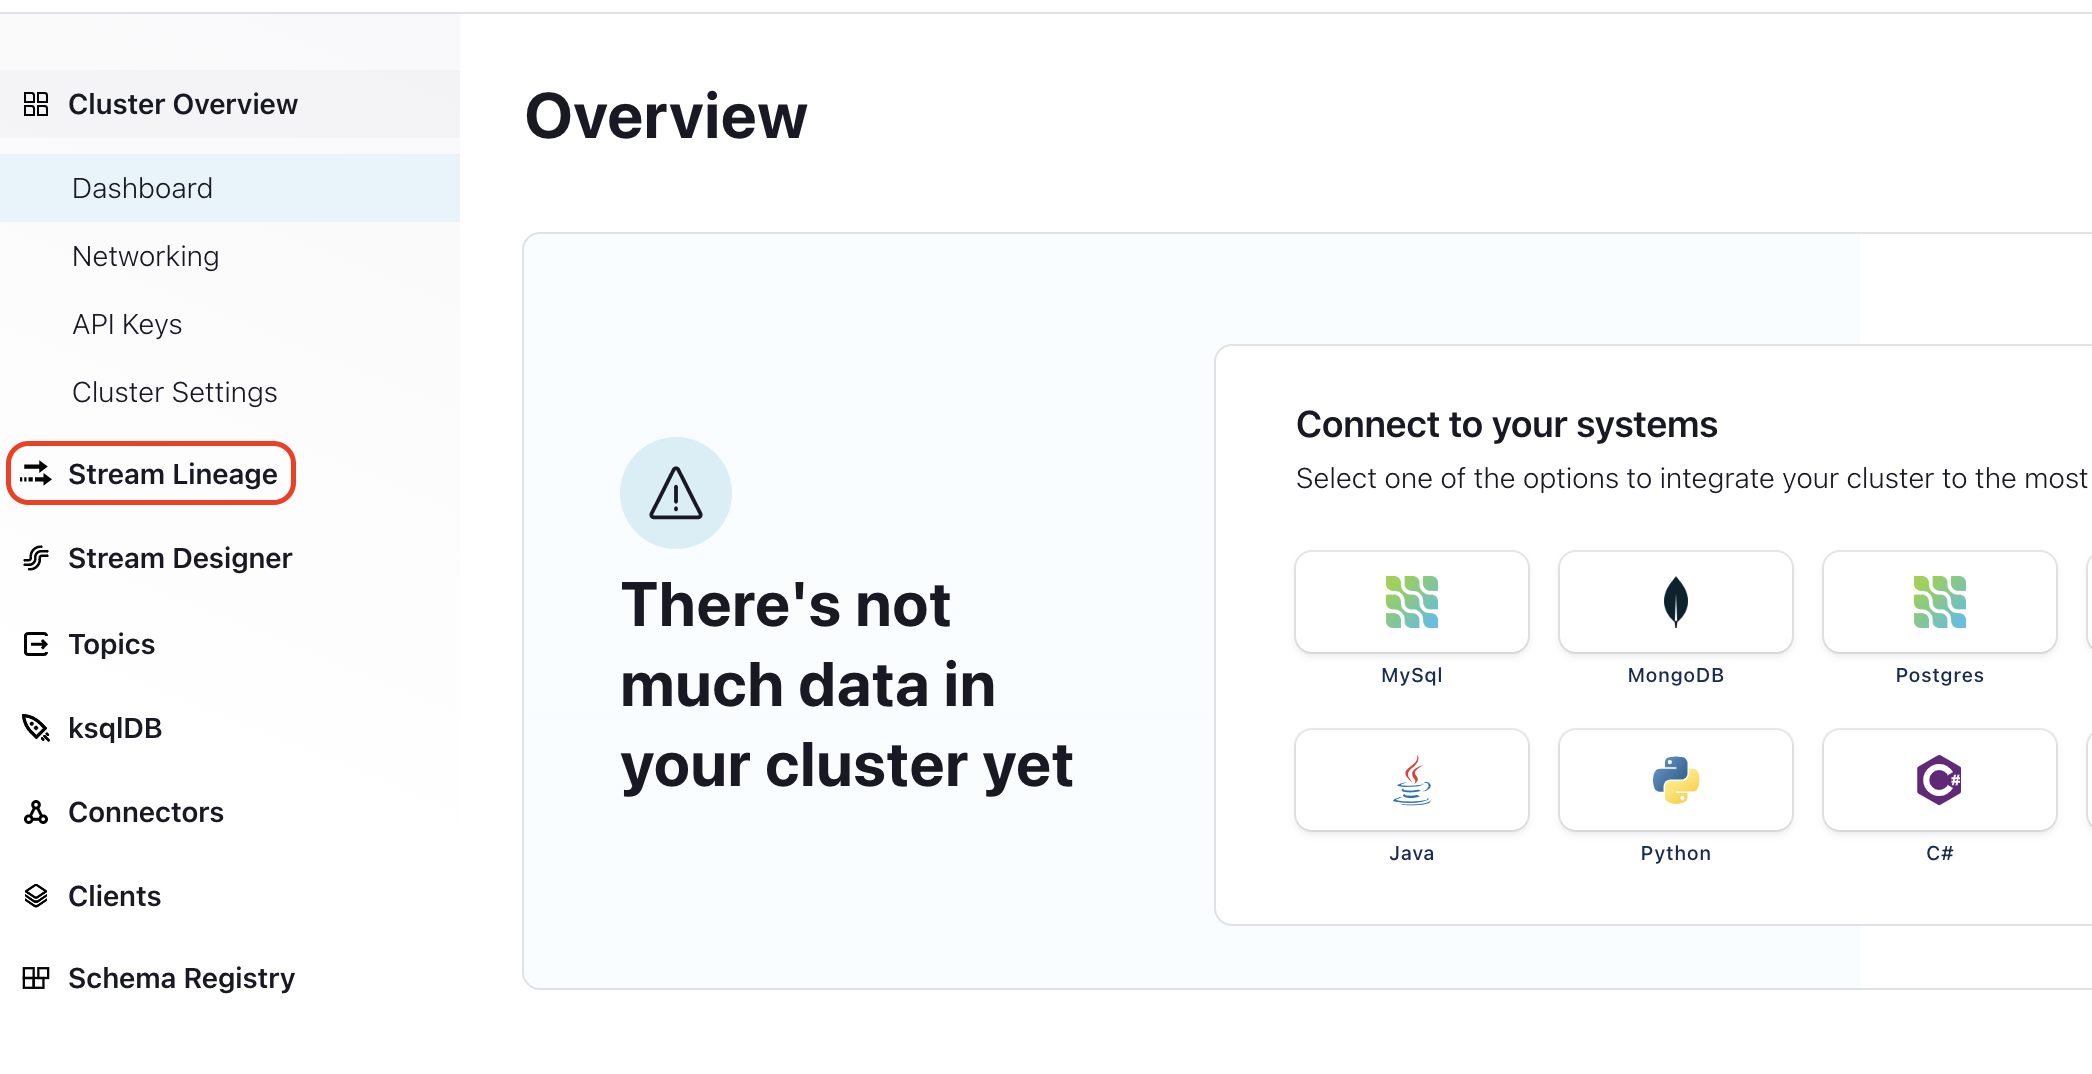 Cluster Overview
Dashboard
Networking
API Keys
Cluster Settings
Stream Lineage
Stream Designer
Topics
ksqlDB
Connectors
Clients
Schema Registry
Overview
There's not
much data in
your cluster yet
Connect to your systems
Select one of the options to integrate your cluster to the most
MySql
MongoDB
Postgres
Java
Python
C#